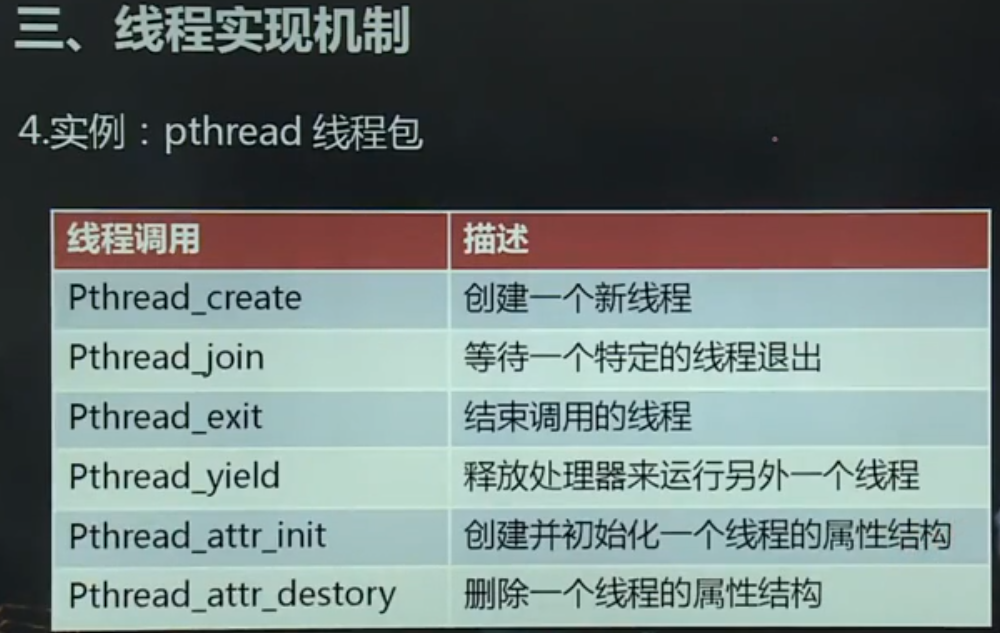 三、线程实现机制
4.实例：pthread 线程包
线程调用 描述
Pthread_create 创建一个新线程
Pthread_join 等待一个特定的线程退出
Pthread_exit 结束调用的线程
Pthread_yield 释放处理器来运行另外一个线程
Pthread_attr_init 创建并初始化一个线程的属性结构
Pthread_attr_destory 删除一个线程的属性结构